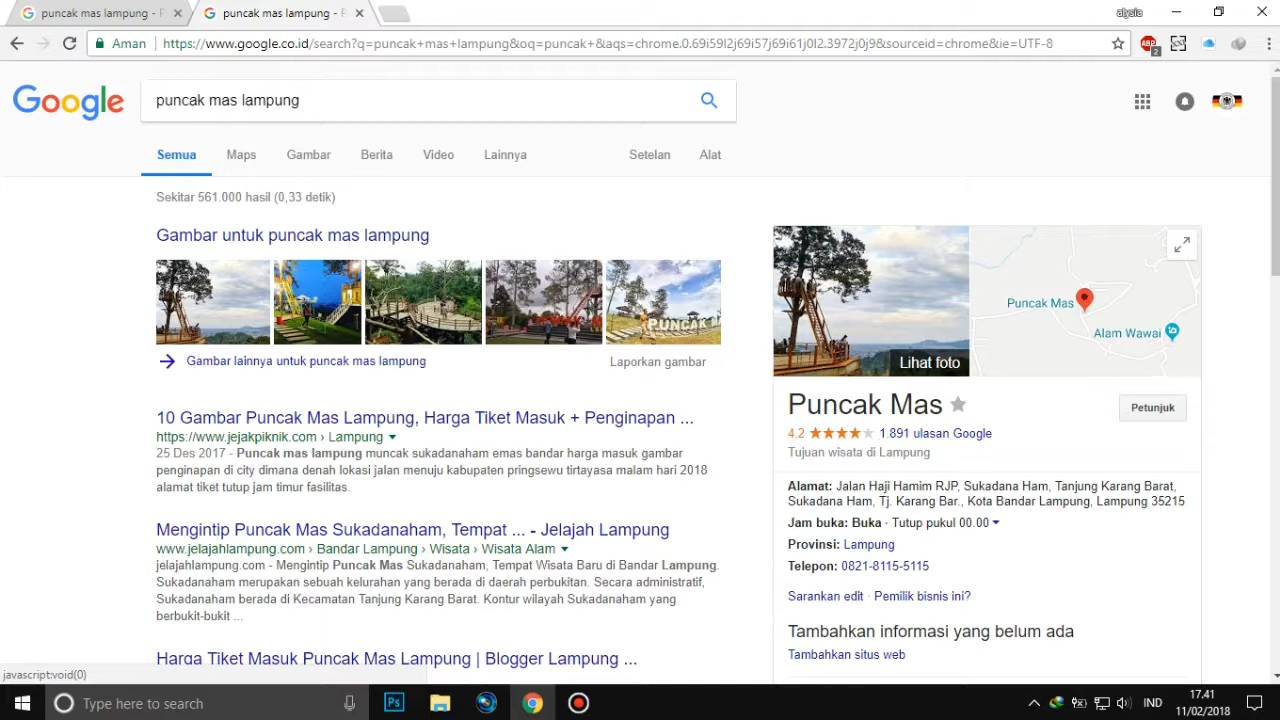 puncak mas lampung - P
puncak mas lampung - P
alysia
Aman
https://www.google.co.id/search?q=puncak+mas+lampung&oq=puncak+&aqs=chrome.0.69i59l2j69i57j69i61j0l2.3972j0j9&sourceid=chrome&ie=UTF-8
ABP
2
Google
puncak mas lampung
Semua
Maps
Gambar
Berita
Video
Lainnya
Setelan
Alat
Sekitar 561.000 hasil (0,33 detik)
Gambar untuk puncak mas lampung
PUNCAK
Gambar lainnya untuk puncak mas lampung
Laporkan gambar
10 Gambar Puncak Mas Lampung, Harga Tiket Masuk + Penginapan ...
https://www.jejakpiknik.com › Lampung
25 Des 2017 - Puncak mas lampung muncak sukadanaham emas bandar harga masuk gambar
penginapan di city dimana denah lokasi jalan menuju kabupaten pringsewu tirtayasa malam hari 2018
alamat tiket tutup jam timur fasilitas.
Mengintip Puncak Mas Sukadanaham, Tempat ... - Jelajah Lampung
www.jelajahlampung.com › Bandar Lampung › Wisata › Wisata Alam
jelajahlampung.com - Mengintip Puncak Mas Sukadanaham, Tempat Wisata Baru di Bandar Lampung.
Sukadanaham merupakan sebuah kelurahan yang berada di daerah perbukitan. Secara administratif,
Sukadanaham berada di Kecamatan Tanjung Karang Barat. Kontur wilayah Sukadanaham yang
berbukit-bukit ...
Harga Tiket Masuk Puncak Mas Lampung | Blogger Lampung ...
Lihat foto
Puncak Mas
Alam Wawai
Puncak Mas
Petunjuk
4,2
1.891 ulasan Google
Tujuan wisata di Lampung
Alamat: Jalan Haji Hamim RJP, Sukadana Ham, Tanjung Karang Barat,
Sukadana Ham, Tj. Karang Bar., Kota Bandar Lampung, Lampung 35215
Jam buka: Buka · Tutup pukul 00.00
Provinsi: Lampung
Telepon: 0821-8115-5115
Sarankan edit · Pemilik bisnis ini?
Tambahkan informasi yang belum ada
Tambahkan situs web
javascript:void(0)
Type here to search
Ps
IND
17.41
11/02/2018